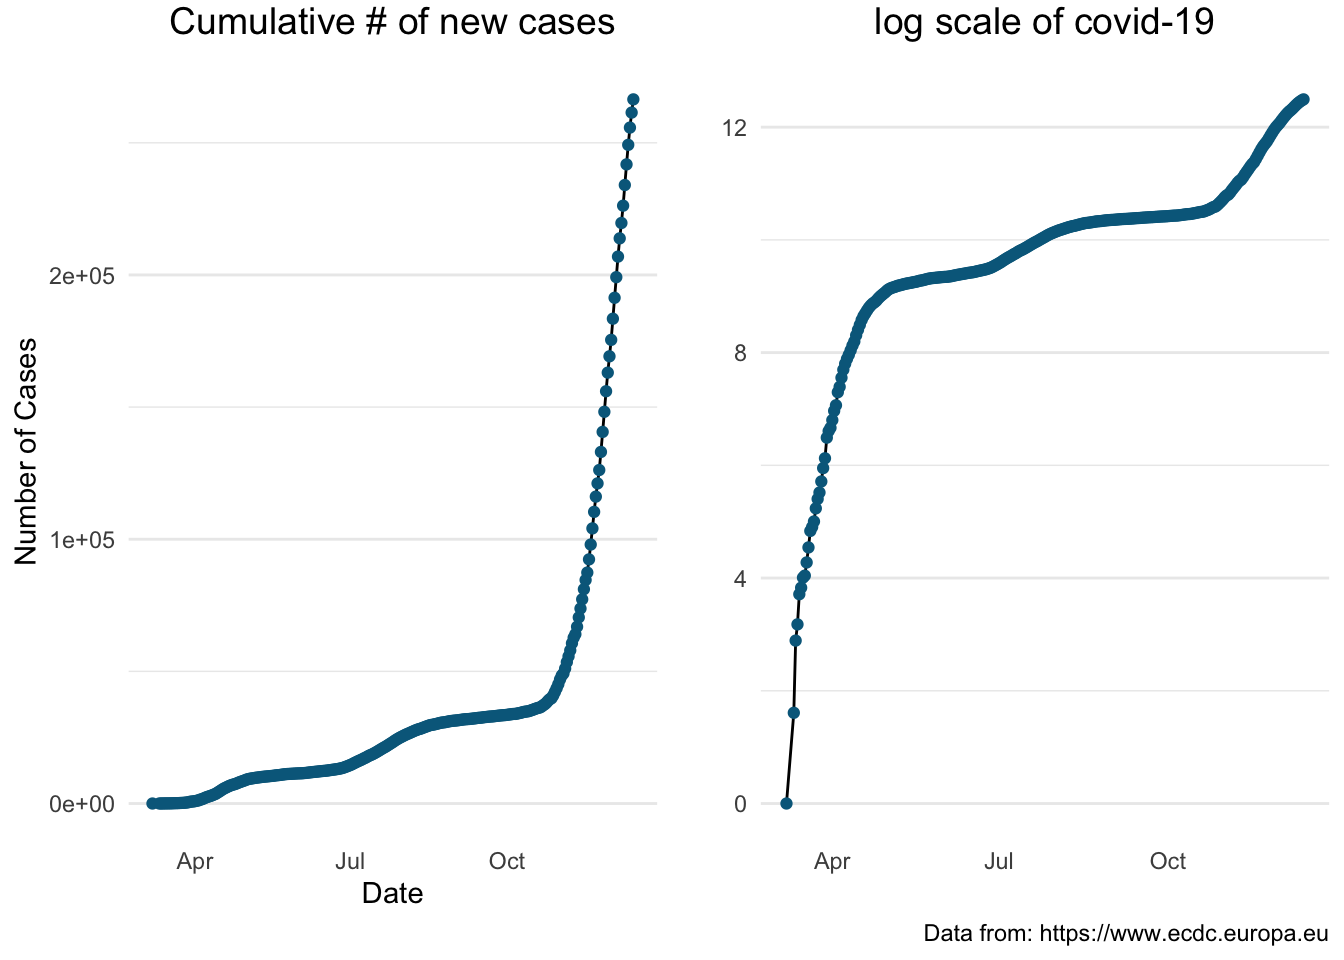 Cumulative # of new cases
log scale of covid-19
Number of Cases
2e+05
1e+05
0e+00
Apr Jul Oct
Date
12
8
4
0
Apr Jul Oct
Data from: https://www.ecdc.europa.eu